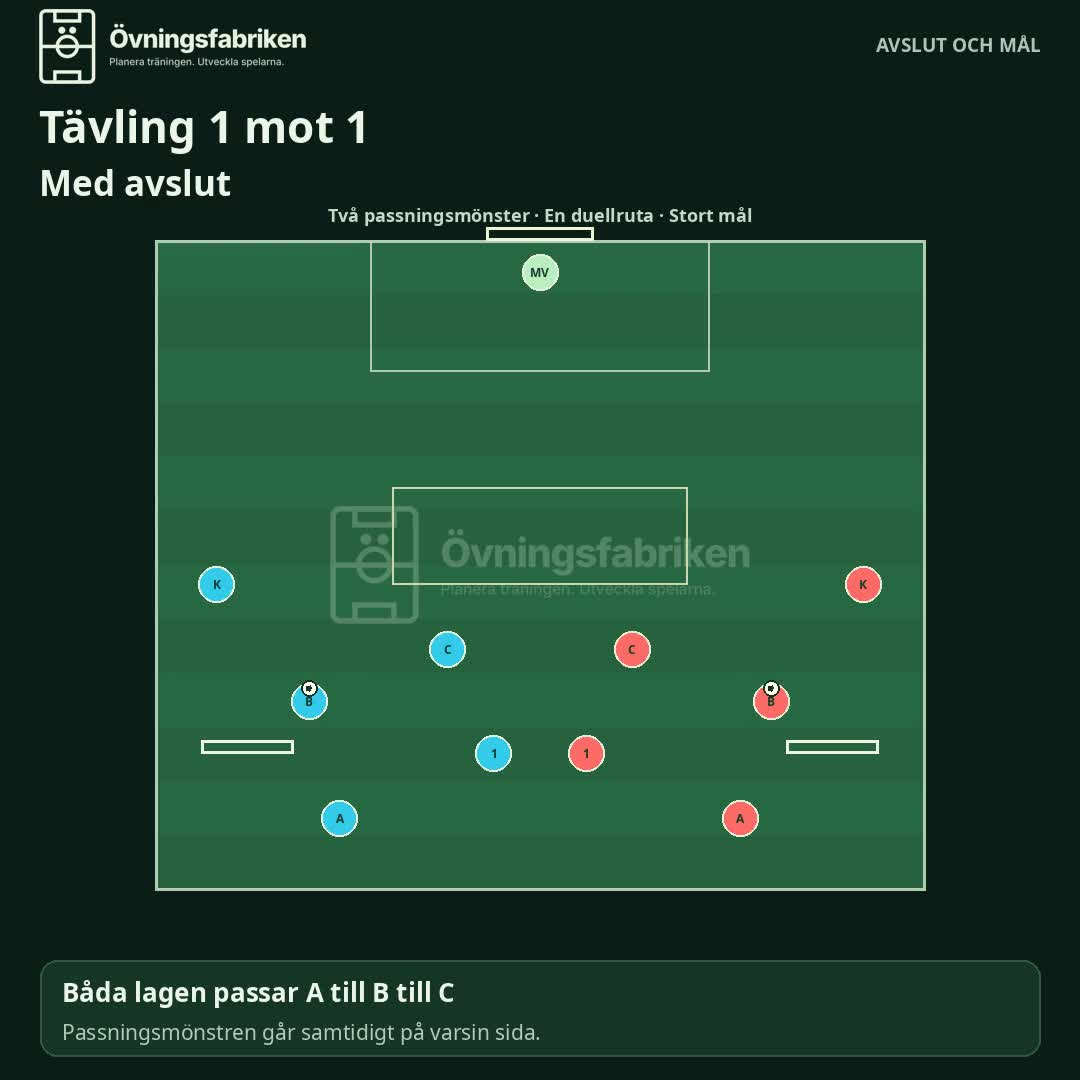 Övningsfabriken
Planera träningen. Utveckla spelarna.
AVSLUT OCH MÅL
Tävling 1 mot 1
Med avslut
Två passningsmönster · En duellruta · Stort mål
MV
Övningsfabriken
Planera träningen. Utveckla spelarna.
K
K
C
C
B
B
1
1
A
A
Båda lagen passar A till B till C
Passningsmönstren går samtidigt på varsin sida.